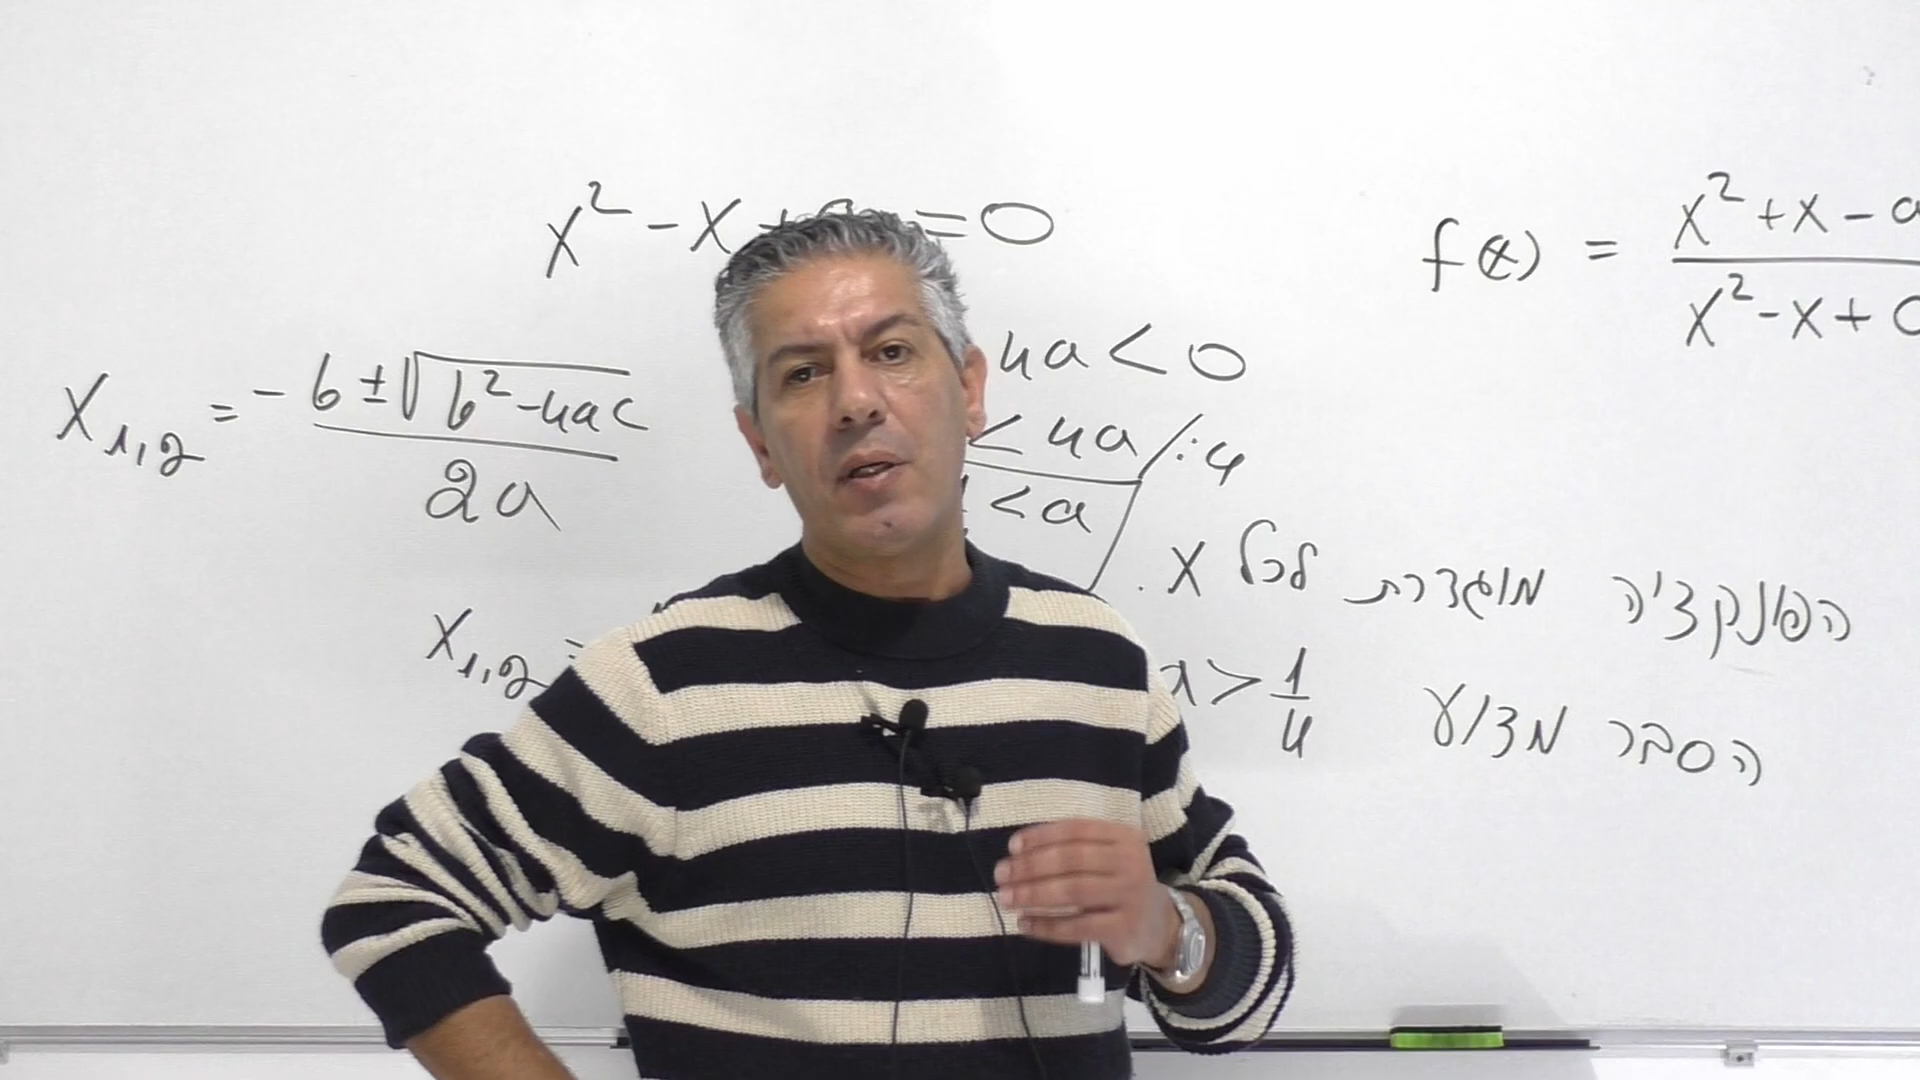 x² - x + a = 0
f(x) = (x² + x - a
x² - x +
x₁,₂ = (-b ± √(b² - 4ac)) / 2a
4a < 0
< 4a /:4
< a
x₁,₂ =
הפונקציה מוגדרת לכל x .
הסבר מדוע a > 1/4